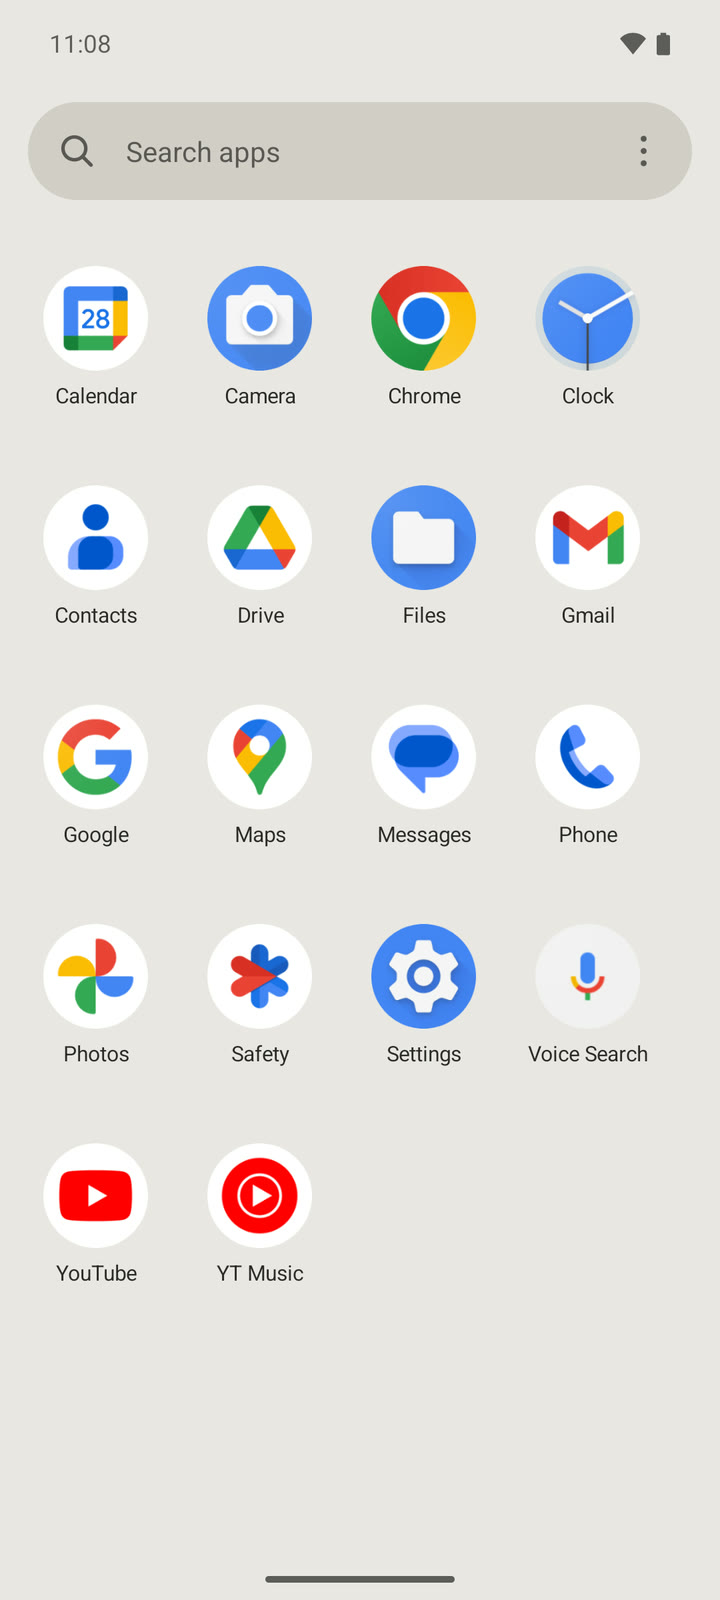 11:08
Search apps
28
Calendar Camera Chrome Clock
Contacts Drive Files Gmail
Google Maps Messages Phone
Photos Safety Settings Voice Search
YouTube YT Music